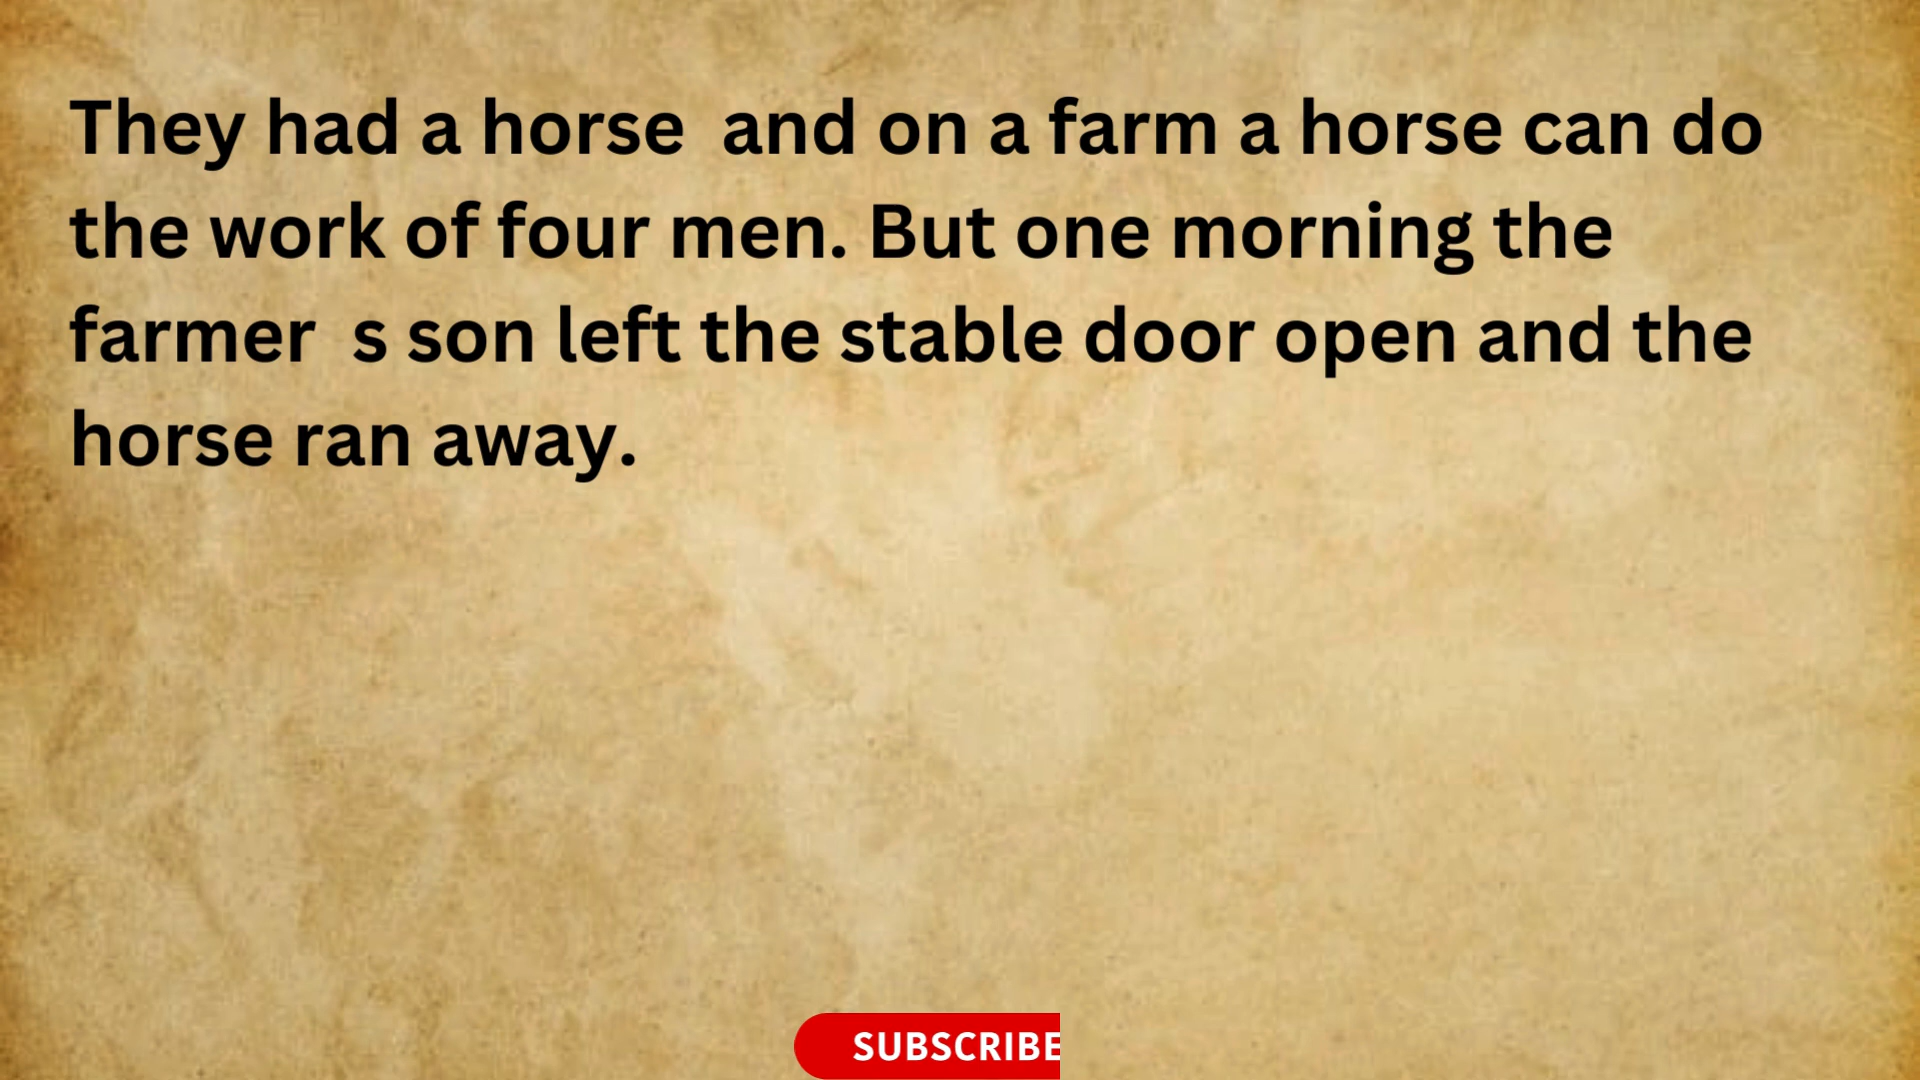 They had a horse  and on a farm a horse can do
the work of four men. But one morning the
farmer  s son left the stable door open and the
horse ran away.
SUBSCRIBE